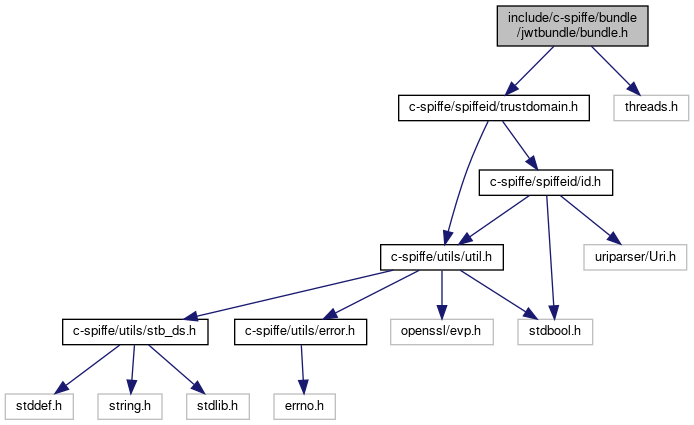 include/c-spiffe/bundle
/jwtbundle/bundle.h
c-spiffe/spiffeid/trustdomain.h
threads.h
c-spiffe/spiffeid/id.h
c-spiffe/utils/util.h
uriparser/Uri.h
c-spiffe/utils/stb_ds.h
c-spiffe/utils/error.h
openssl/evp.h
stdbool.h
stddef.h
string.h
stdlib.h
errno.h